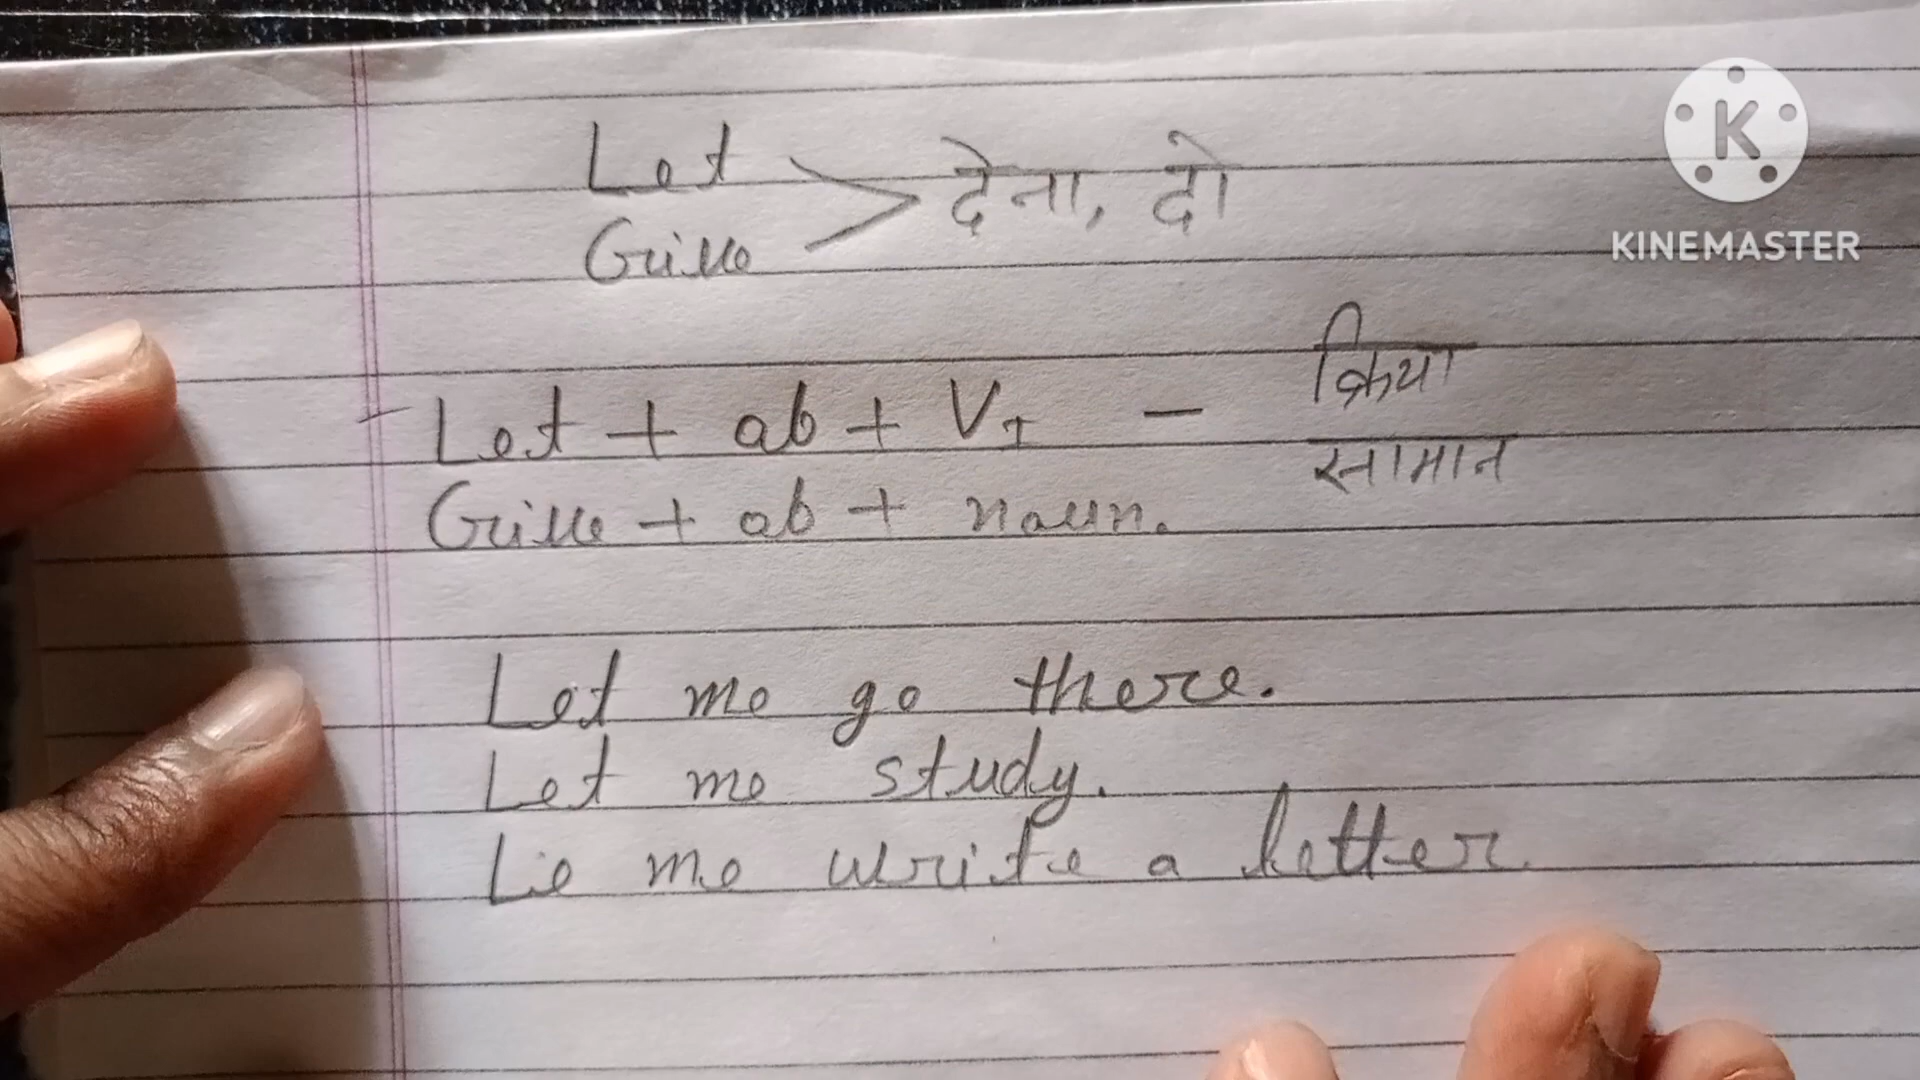 Let
Give > देना, दो
Let + ob + V1 - क्रिया
सामान
Give + ob + noun.
Let me go there.
Let me study.
Le me write a letter.
K
KINEMASTER